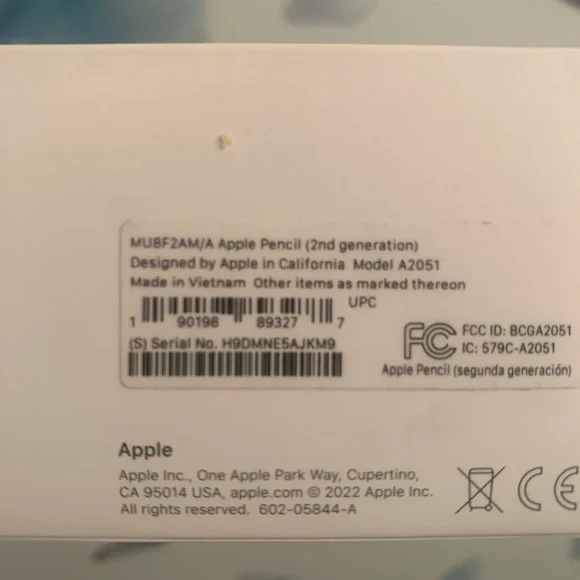 MU8F2AM/A Apple Pencil (2nd generation)
Designed by Apple in California Model A2051
Made in Vietnam Other items as marked thereon
UPC
1 90198 89327 7
(S) Serial No. H9DMNE5AJKM9
FC FCC ID: BCGA2051
IC: 579C-A2051
Apple Pencil (segunda generación)
Apple
Apple Inc., One Apple Park Way, Cupertino,
CA 95014 USA, apple.com © 2022 Apple Inc.
All rights reserved. 602-05844-A
CE